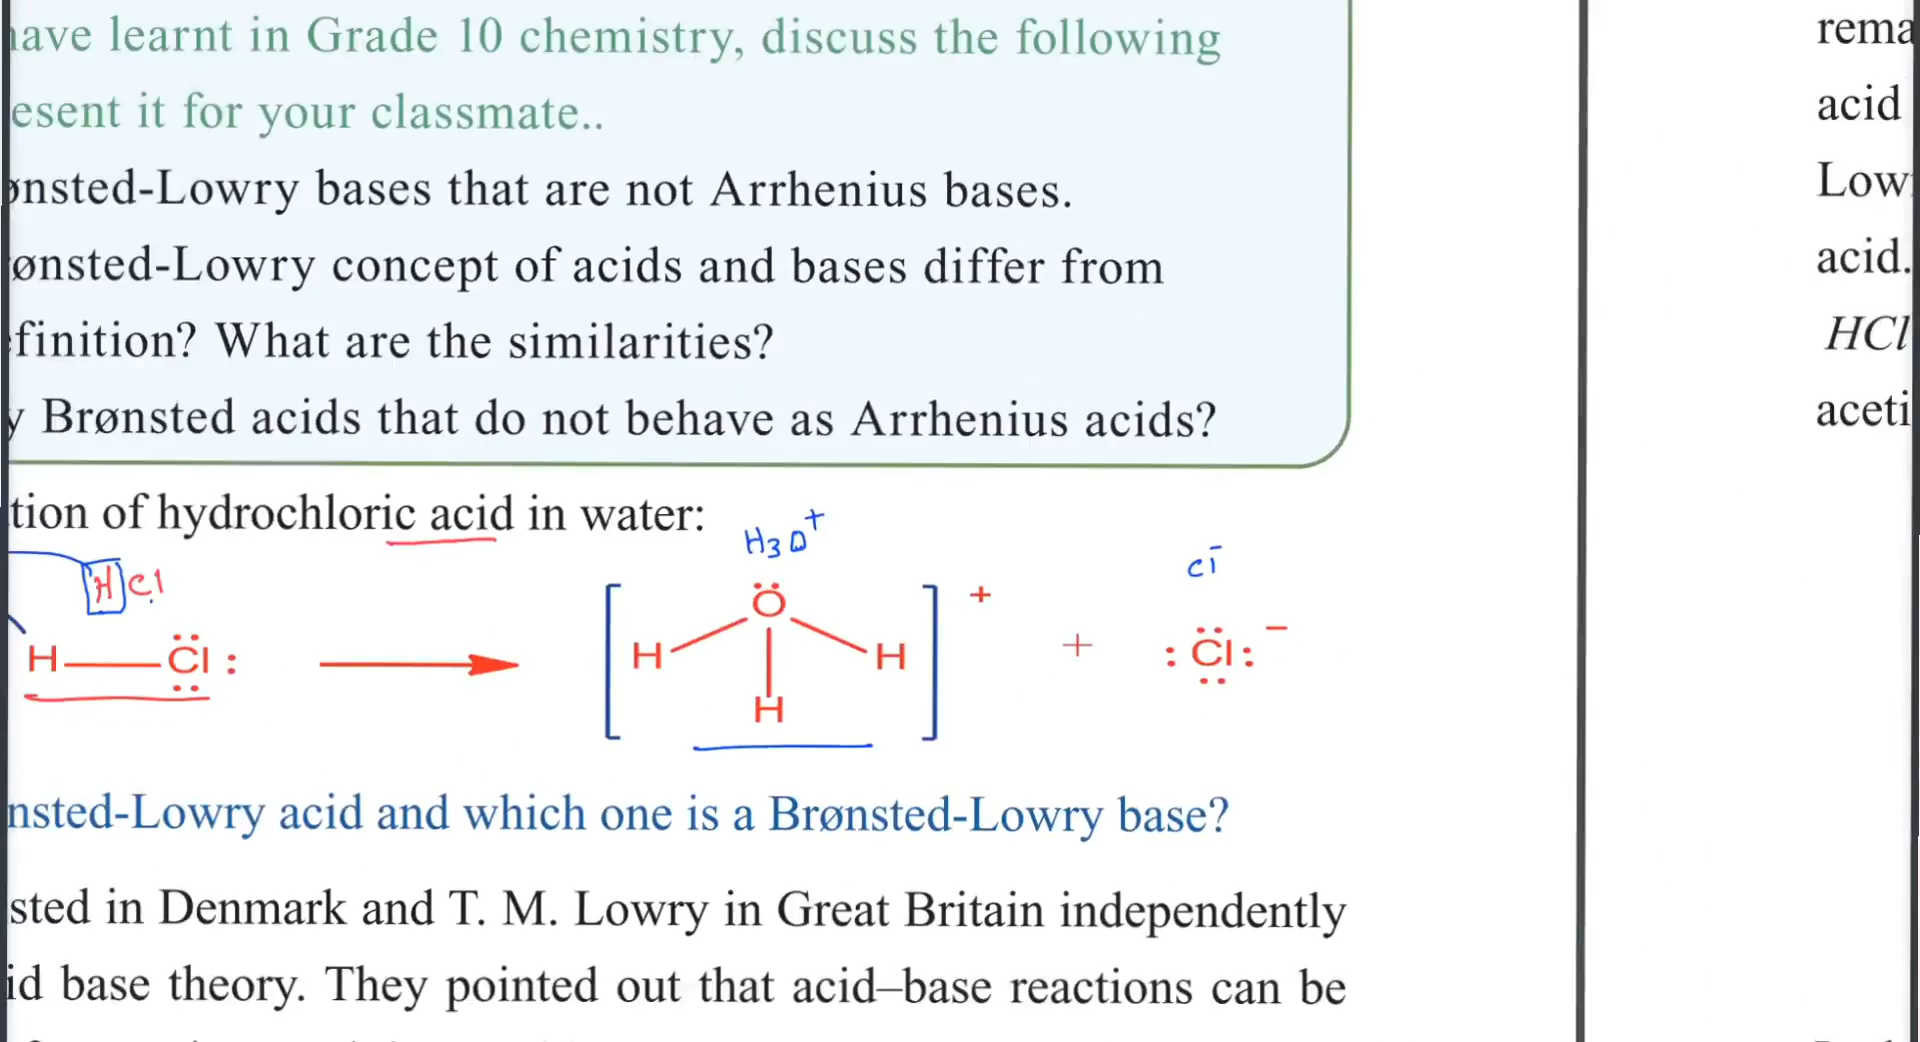 have learnt in Grade 10 chemistry, discuss the following
esent it for your classmate..
ønsted-Lowry bases that are not Arrhenius bases.
ønsted-Lowry concept of acids and bases differ from
finition? What are the similarities?
y Brønsted acids that do not behave as Arrhenius acids?
tion of hydrochloric acid in water:
H3O+
Cl-
HCl
H—Cl: → [H O H H]+ + :Cl:−
nsted-Lowry acid and which one is a Brønsted-Lowry base?
sted in Denmark and T. M. Lowry in Great Britain independently
id base theory. They pointed out that acid–base reactions can be
rema
acid
Low
acid.
HCl
aceti